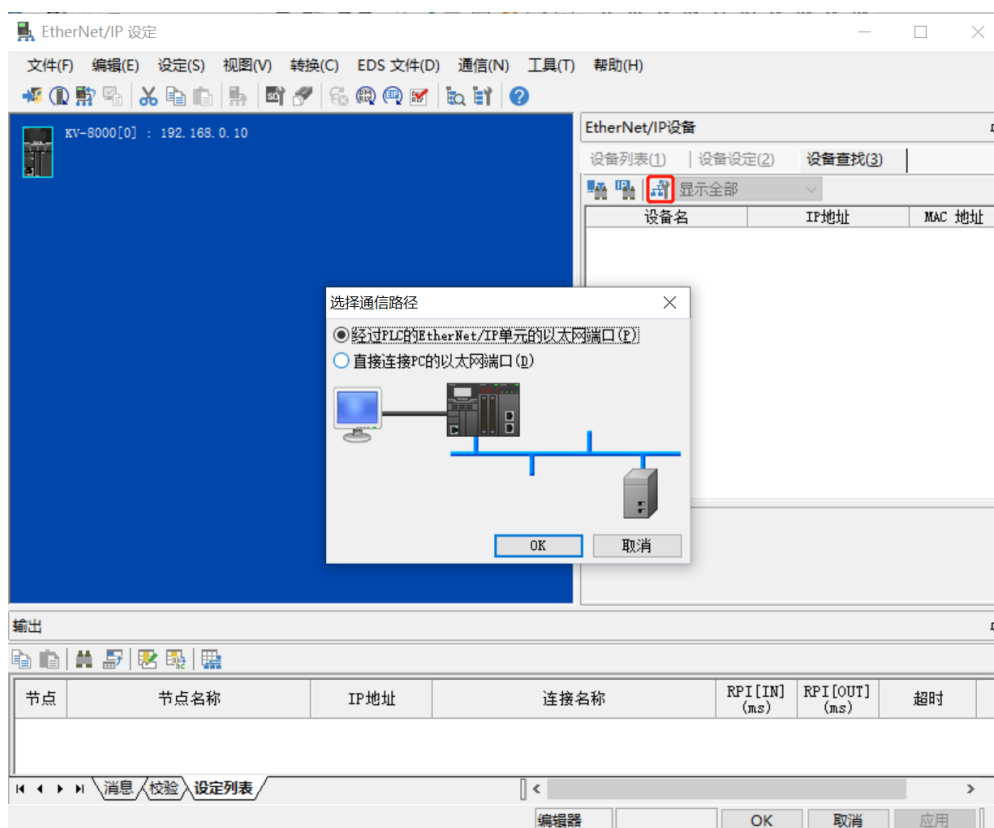 EtherNet/IP 设定
文件(F) 编辑(E) 设定(S) 视图(V) 转换(C) EDS 文件(D) 通信(N) 工具(T) 帮助(H)
KV-8000[0] : 192.168.0.10
EtherNet/IP设备
设备列表(1) 设备设定(2) 设备查找(3)
显示全部
设备名 IP地址 MAC 地址
选择通信路径
经过PLC的EtherNet/IP单元的以太网端口(P)
直接连接PC的以太网端口(D)
OK 取消
输出
节点 节点名称 IP地址 连接名称 RPI[IN] (ms) RPI[OUT] (ms) 超时
消息 校验 设定列表
编辑器 OK 取消 应用